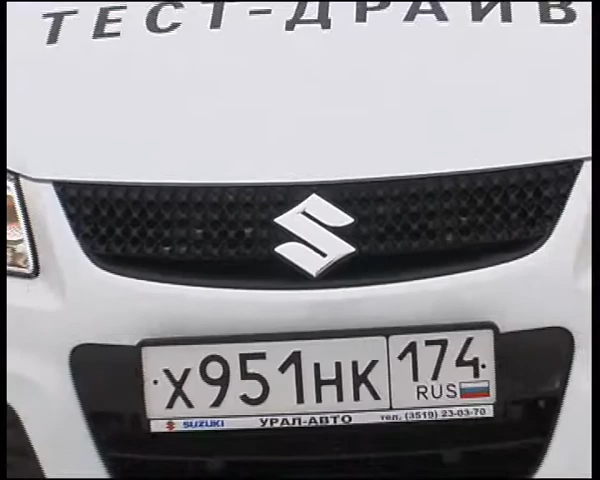 ТЕСТ-ДРАЙВ
Х951НК 174
RUS
SUZUKI УРАЛ-АВТО тел. (3519) 23-03-70